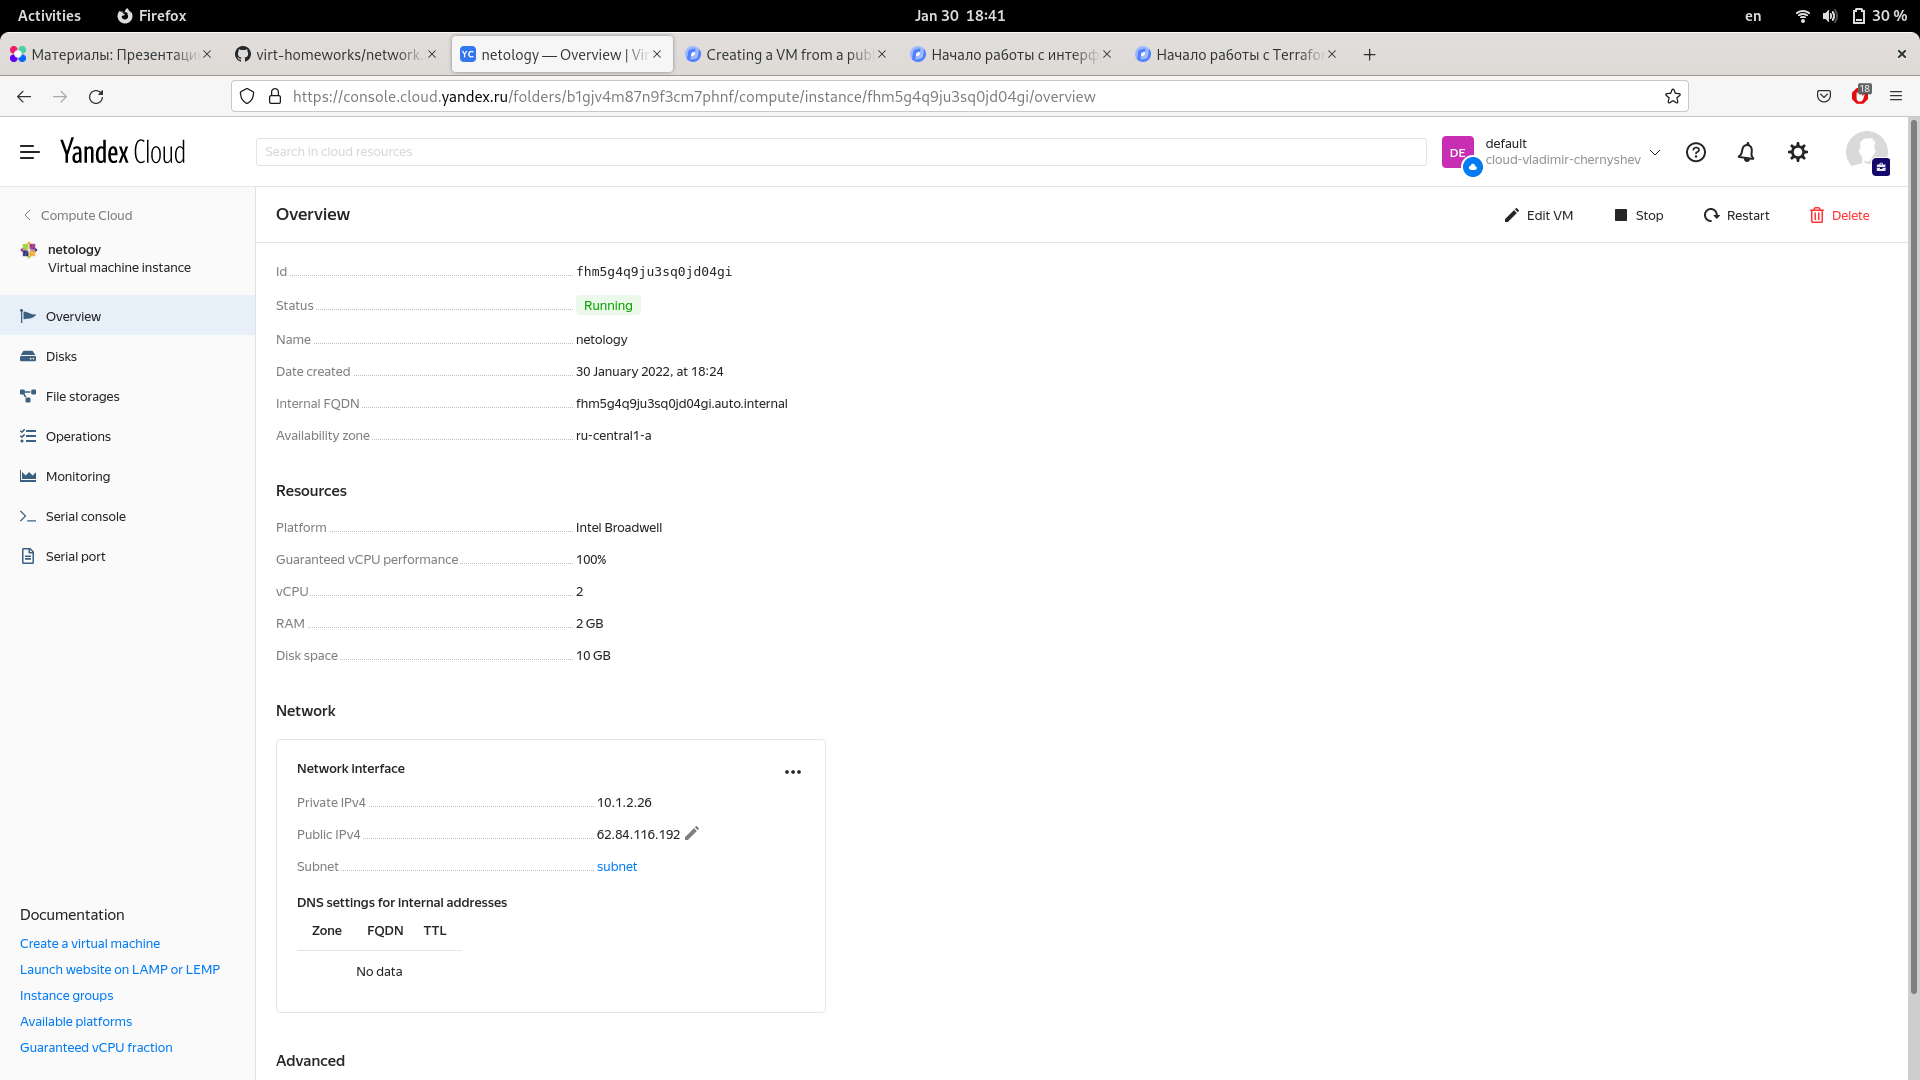 Activities
Firefox
Jan 30 18:41
en
30 %
Материалы: Презентаци
virt-homeworks/network.
YC netology — Overview | Vir
Creating a VM from a pub
Начало работы с интерф
Начало работы с Terrafor
https://console.cloud.yandex.ru/folders/b1gjv4m87n9f3cm7phnf/compute/instance/fhm5g4q9ju3sq0jd04gi/overview
18
Yandex Cloud
Search in cloud resources
DE
default
cloud-vladimir-chernyshev
Compute Cloud
netology
Virtual machine instance
Overview
Disks
File storages
Operations
Monitoring
Serial console
Serial port
Documentation
Create a virtual machine
Launch website on LAMP or LEMP
Instance groups
Available platforms
Guaranteed vCPU fraction
Overview
Edit VM
Stop
Restart
Delete
Id fhm5g4q9ju3sq0jd04gi
Status Running
Name netology
Date created 30 January 2022, at 18:24
Internal FQDN fhm5g4q9ju3sq0jd04gi.auto.internal
Availability zone ru-central1-a
Resources
Platform Intel Broadwell
Guaranteed vCPU performance 100%
vCPU 2
RAM 2 GB
Disk space 10 GB
Network
Network interface
Private IPv4 10.1.2.26
Public IPv4 62.84.116.192
Subnet subnet
DNS settings for internal addresses
Zone FQDN TTL
No data
Advanced